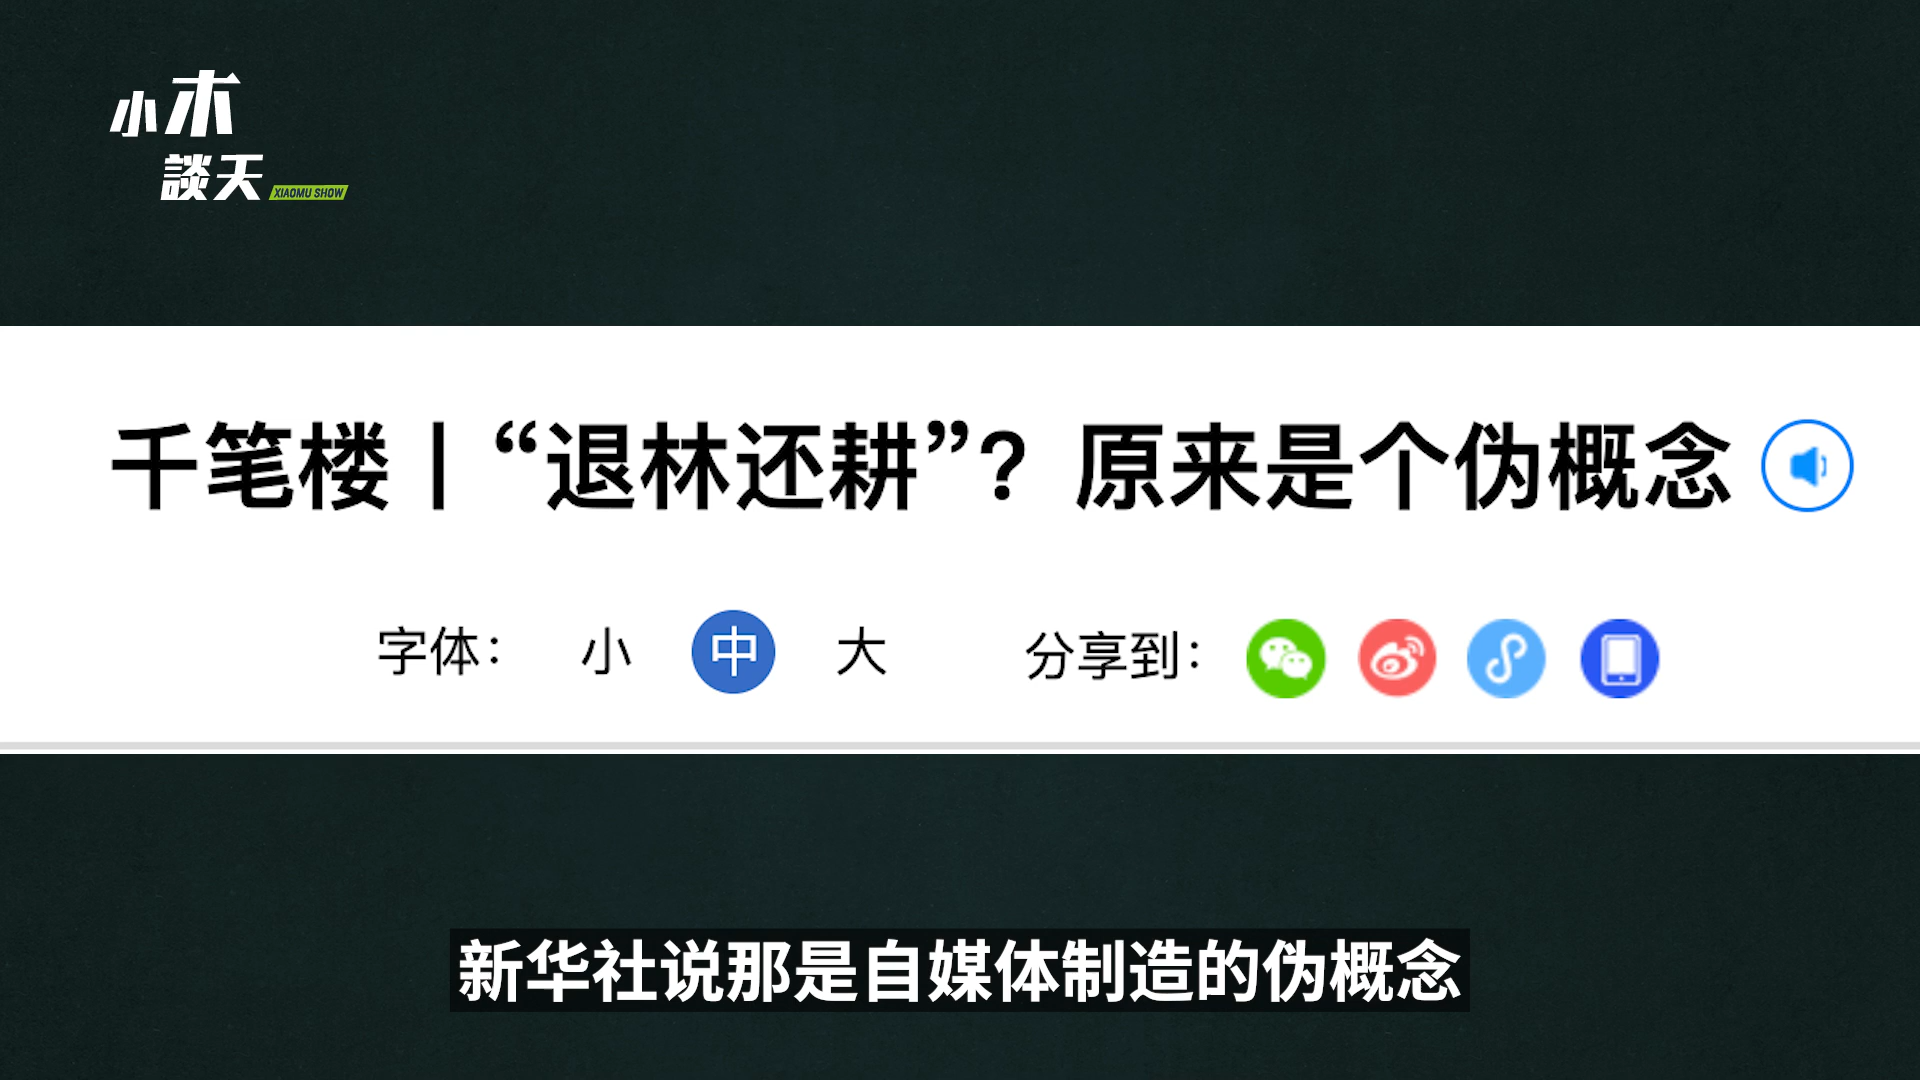 小木
談天 XIAOMU SHOW
千笔楼丨“退林还耕”？原来是个伪概念
字体： 小 中 大 分享到：
新华社说那是自媒体制造的伪概念